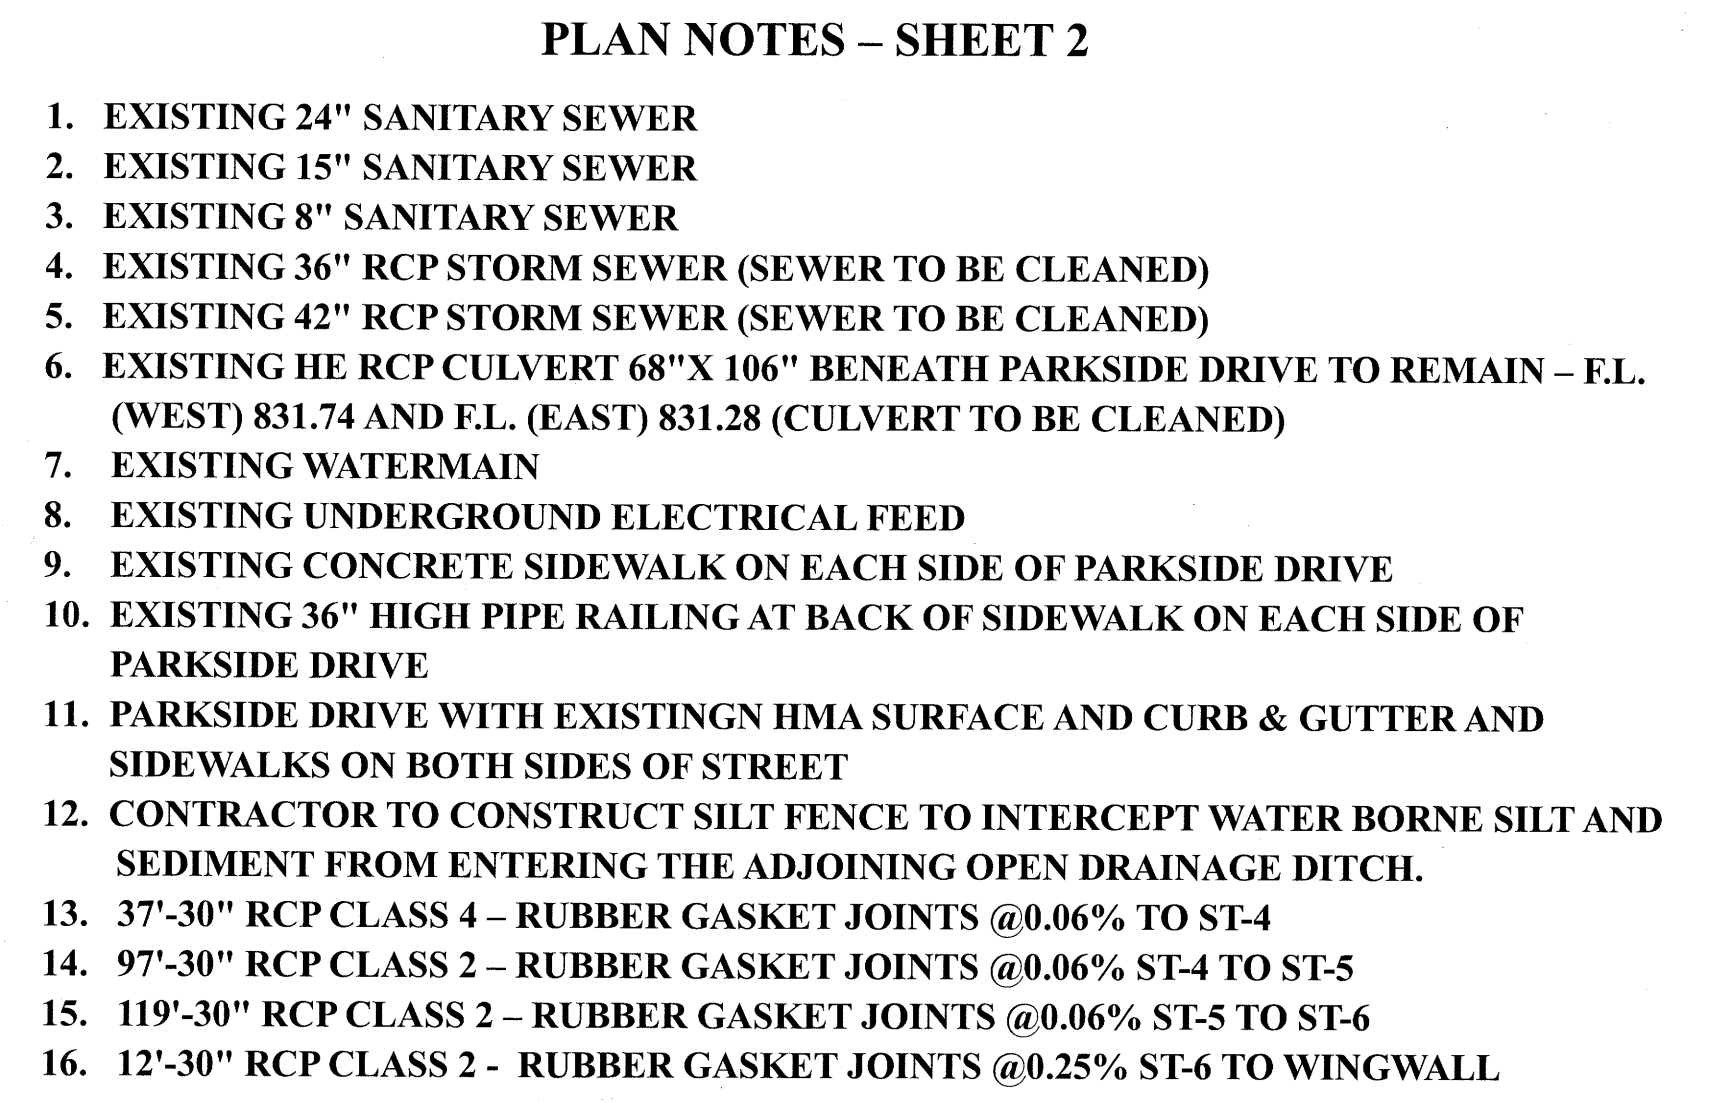 PLAN NOTES – SHEET 2
1. EXISTING 24" SANITARY SEWER
2. EXISTING 15" SANITARY SEWER
3. EXISTING 8" SANITARY SEWER
4. EXISTING 36" RCP STORM SEWER (SEWER TO BE CLEANED)
5. EXISTING 42" RCP STORM SEWER (SEWER TO BE CLEANED)
6. EXISTING HE RCP CULVERT 68"X 106" BENEATH PARKSIDE DRIVE TO REMAIN – F.L.
(WEST) 831.74 AND F.L. (EAST) 831.28 (CULVERT TO BE CLEANED)
7. EXISTING WATERMAIN
8. EXISTING UNDERGROUND ELECTRICAL FEED
9. EXISTING CONCRETE SIDEWALK ON EACH SIDE OF PARKSIDE DRIVE
10. EXISTING 36" HIGH PIPE RAILING AT BACK OF SIDEWALK ON EACH SIDE OF
PARKSIDE DRIVE
11. PARKSIDE DRIVE WITH EXISTINGN HMA SURFACE AND CURB & GUTTER AND
SIDEWALKS ON BOTH SIDES OF STREET
12. CONTRACTOR TO CONSTRUCT SILT FENCE TO INTERCEPT WATER BORNE SILT AND
SEDIMENT FROM ENTERING THE ADJOINING OPEN DRAINAGE DITCH.
13. 37'-30" RCP CLASS 4 – RUBBER GASKET JOINTS @0.06% TO ST-4
14. 97'-30" RCP CLASS 2 – RUBBER GASKET JOINTS @0.06% ST-4 TO ST-5
15. 119'-30" RCP CLASS 2 – RUBBER GASKET JOINTS @0.06% ST-5 TO ST-6
16. 12'-30" RCP CLASS 2 - RUBBER GASKET JOINTS @0.25% ST-6 TO WINGWALL